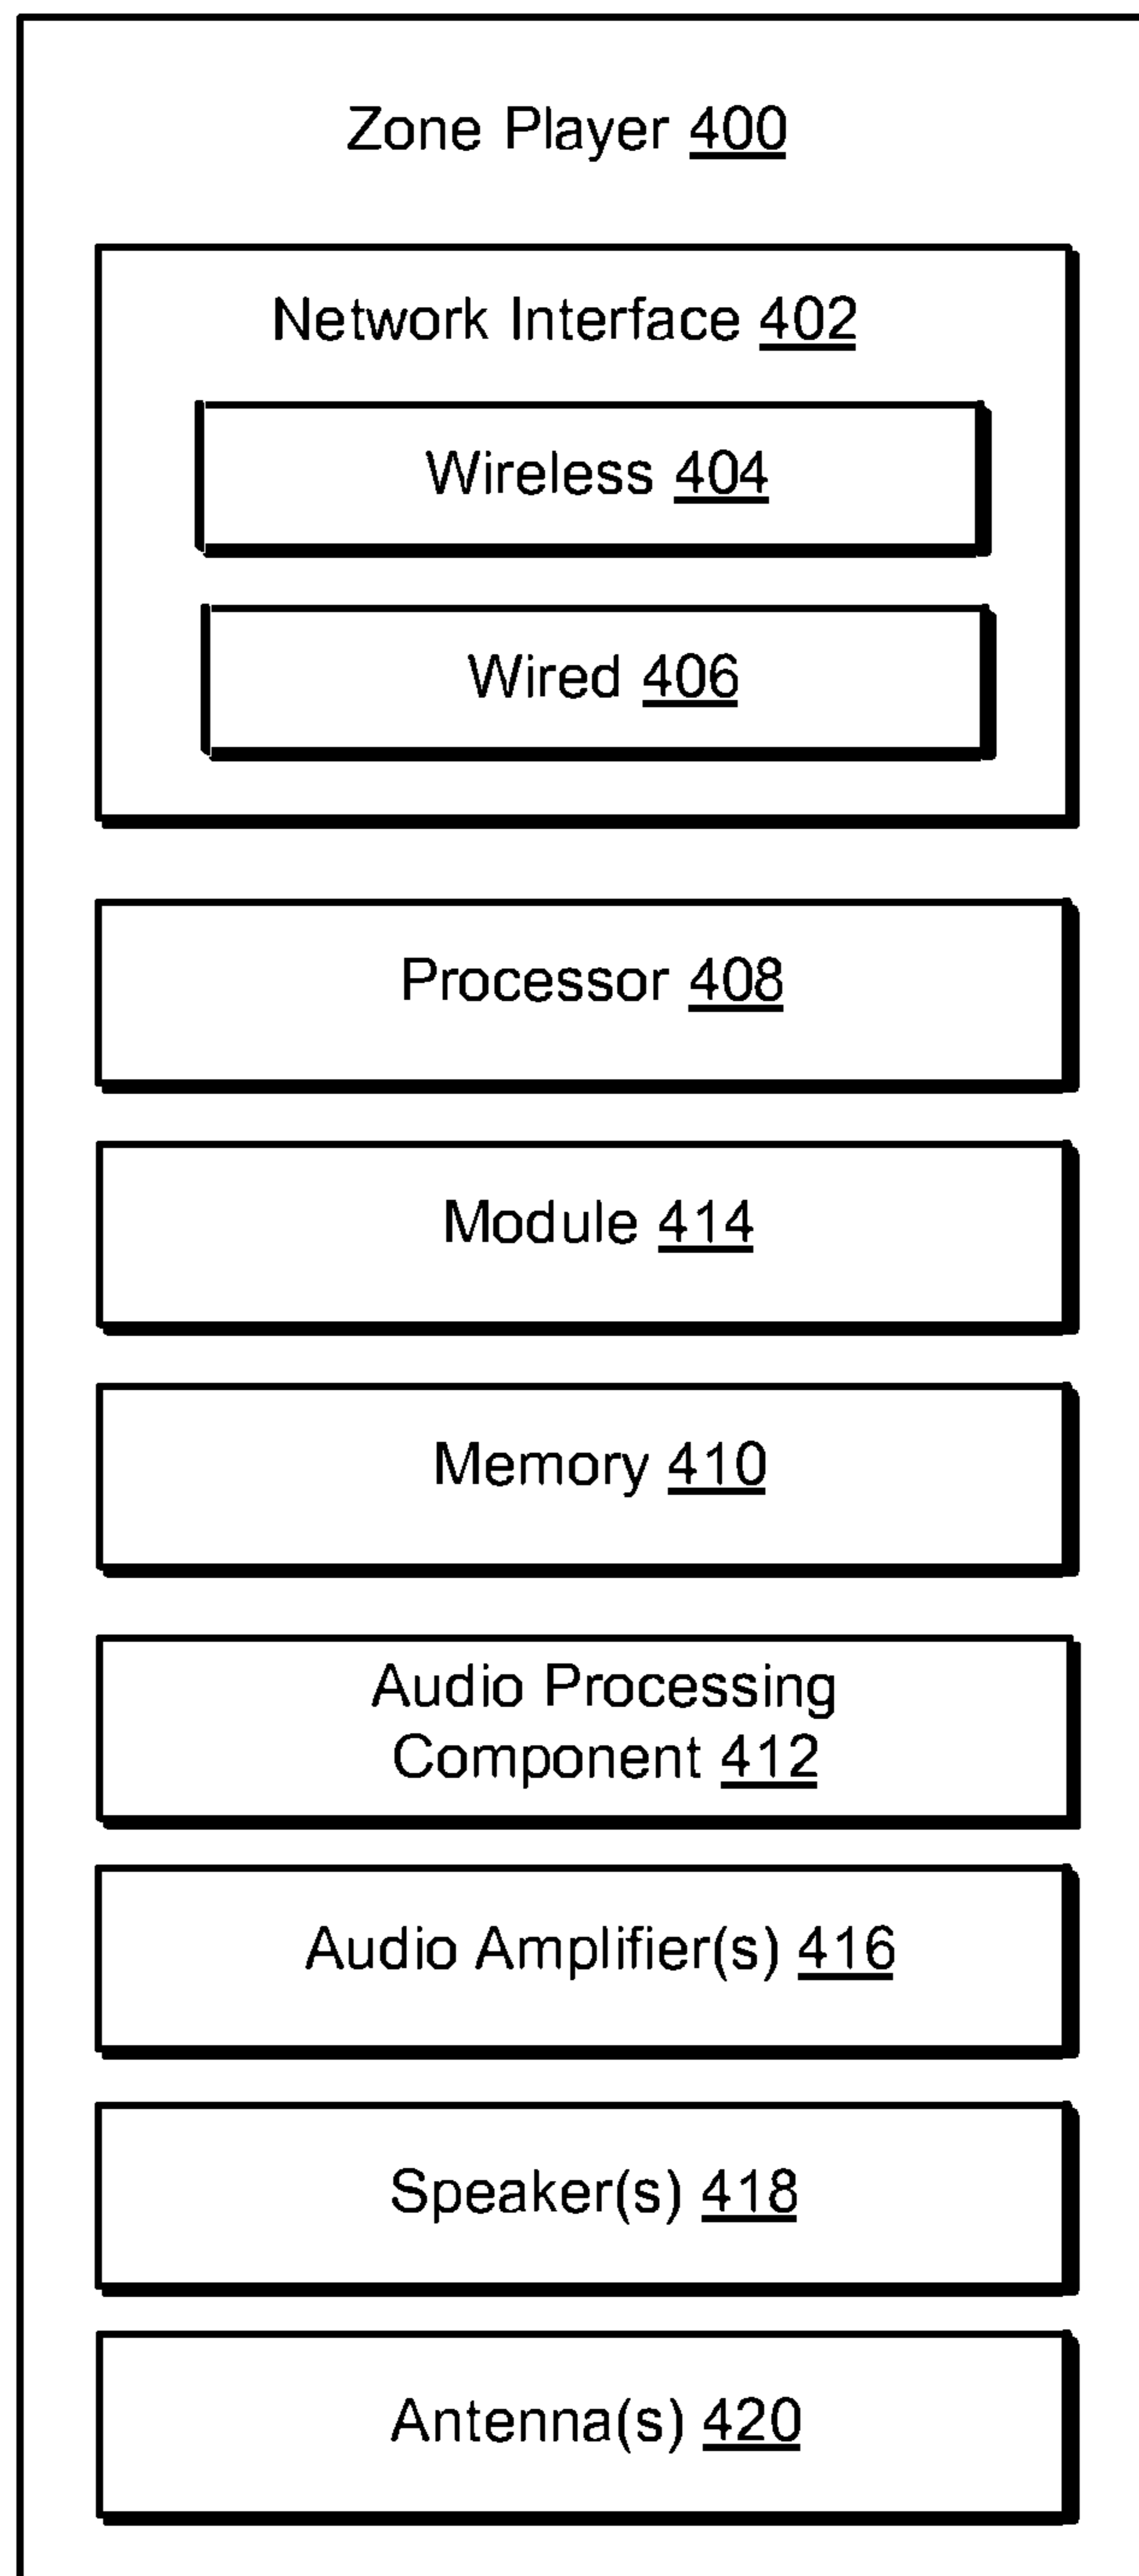 Zone Player 400
Network Interface 402
Wireless 404
Wired 406
Processor 408
Module 414
Memory 410
Audio Processing
Component 412
Audio Amplifier(s) 416
Speaker(s) 418
Antenna(s) 420